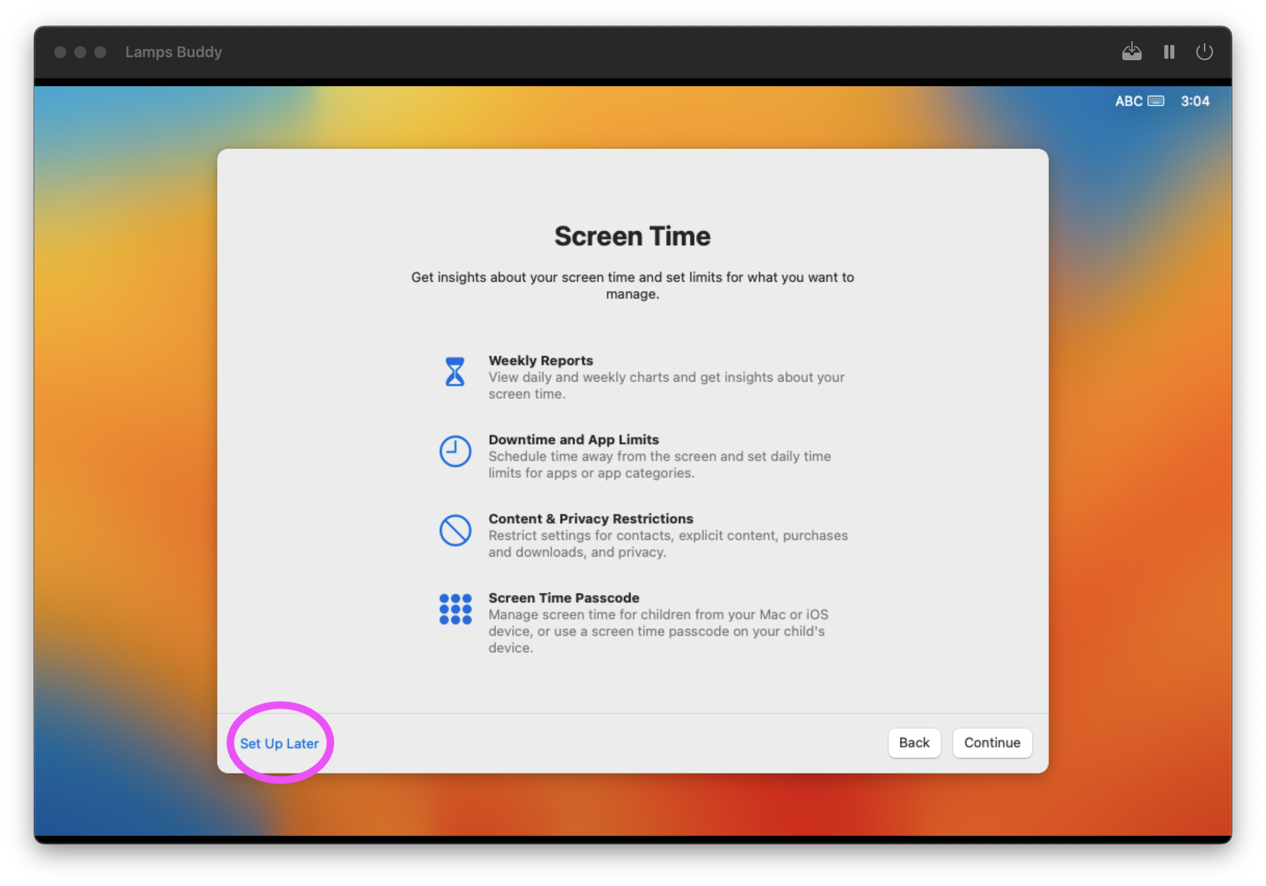 Lamps Buddy
ABC 3:04
Screen Time
Get insights about your screen time and set limits for what you want to
manage.
Weekly Reports
View daily and weekly charts and get insights about your
screen time.
Downtime and App Limits
Schedule time away from the screen and set daily time
limits for apps or app categories.
Content & Privacy Restrictions
Restrict settings for contacts, explicit content, purchases
and downloads, and privacy.
Screen Time Passcode
Manage screen time for children from your Mac or iOS
device, or use a screen time passcode on your child's
device.
Set Up Later
Back
Continue